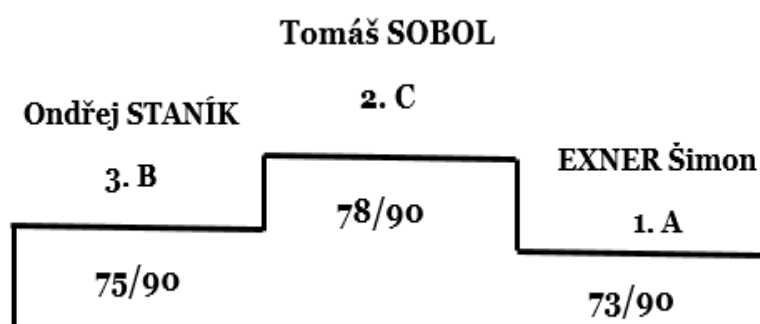 Tomáš SOBOL
2. C
78/90
Ondřej STANÍK
3. B
75/90
EXNER Šimon
1. A
73/90